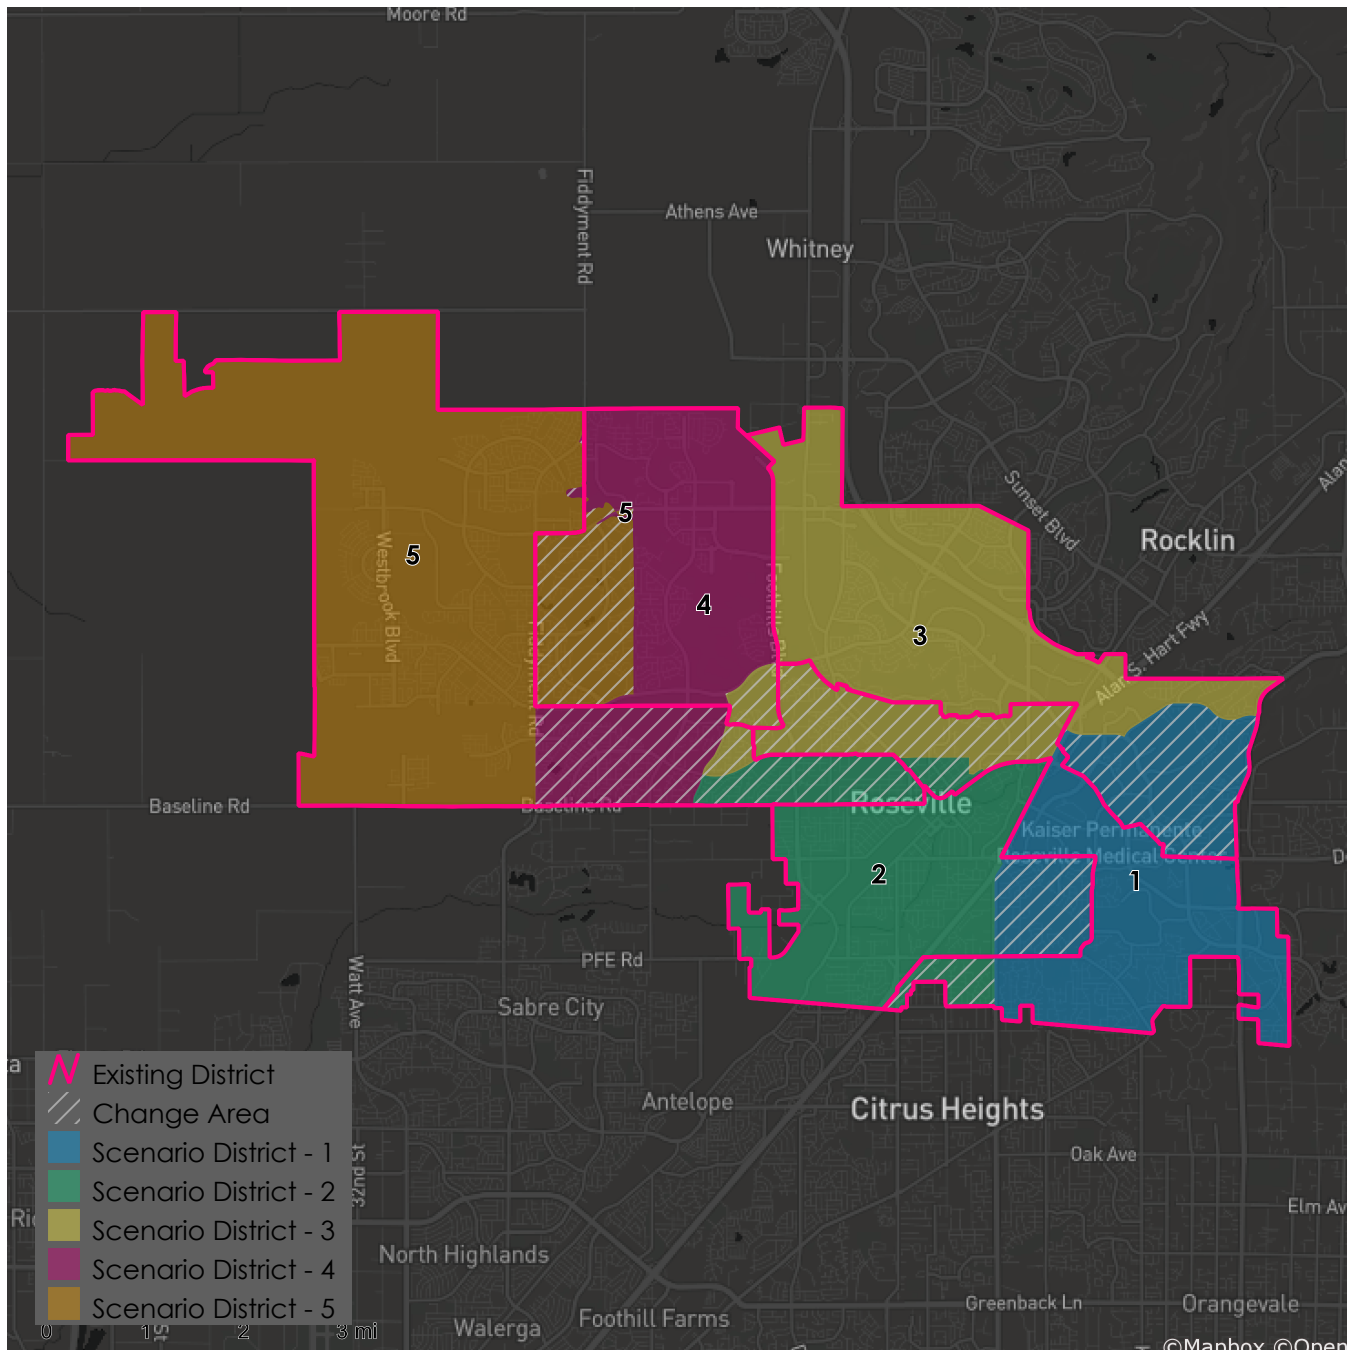 Moore Rd
Fiddyment Rd
Athens Ave
Whitney
Sunset Blvd
Rocklin
5
5
Westbrook Blvd
4
3
Alan S. Hart Fwy
Baseline Rd
Baseline Rd
Roseville
Kaiser Permanente
Roseville Medical Center
2
1
PFE Rd
Watt Ave
Sabre City
Antelope
Citrus Heights
Oak Ave
Elm Av
32nd St
North Highlands
Greenback Ln
Orangevale
Foothill Farms
Walerga
Existing District
Change Area
Scenario District - 1
Scenario District - 2
Scenario District - 3
Scenario District - 4
Scenario District - 5
0 1 2 3 mi
©Mapbox ©Open